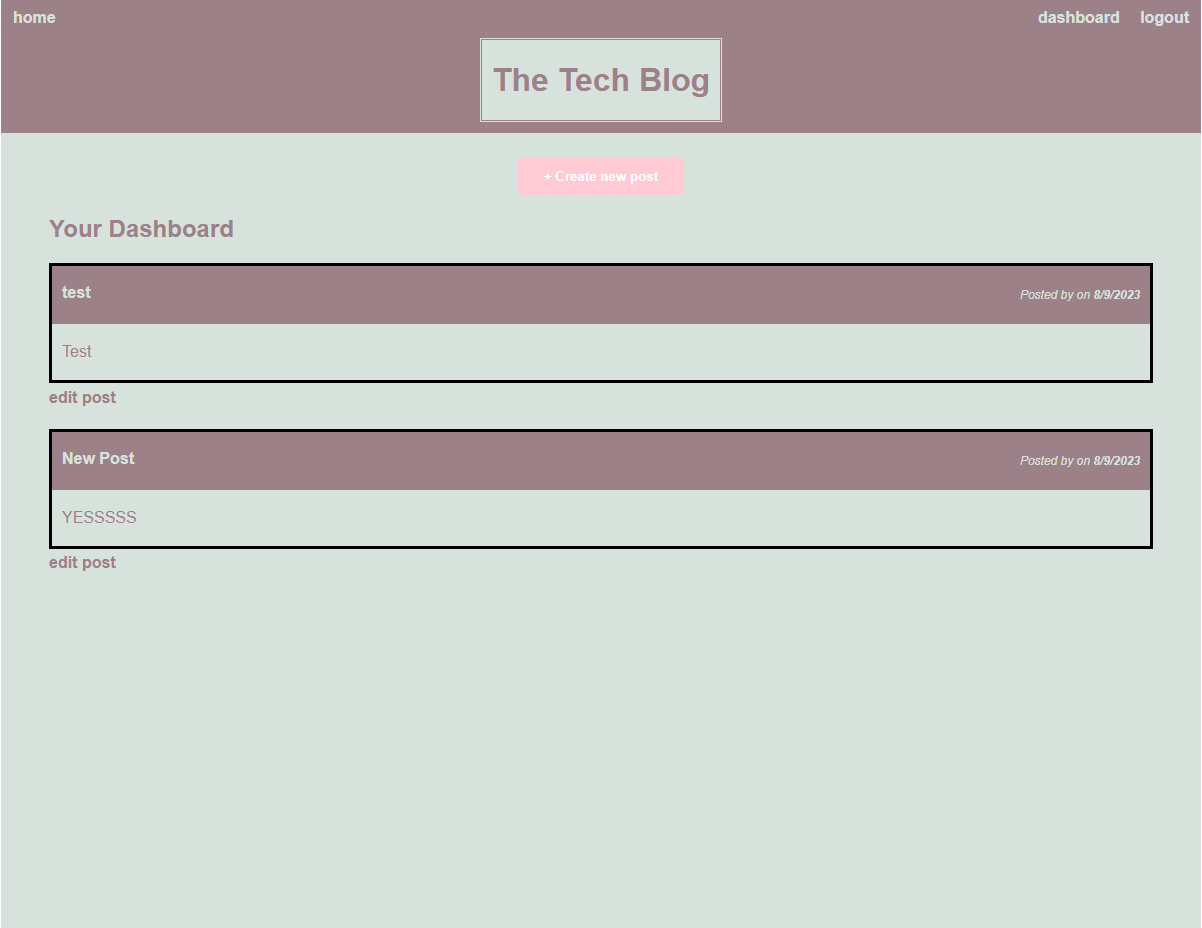 home dashboard logout
The Tech Blog
+ Create new post
Your Dashboard
test Posted by on 8/9/2023
Test
edit post
New Post Posted by on 8/9/2023
YESSSSS
edit post